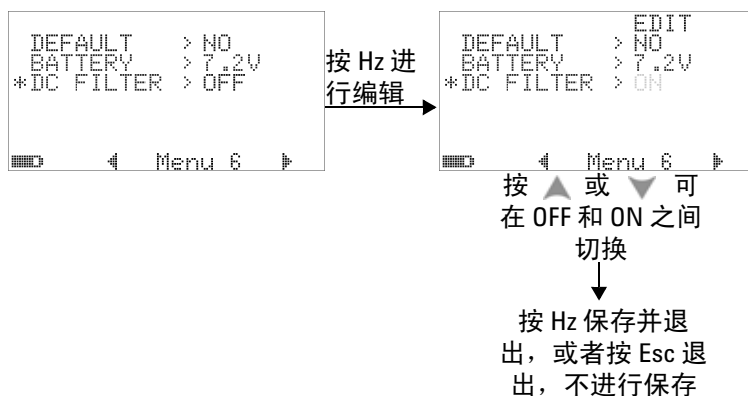 DEFAULT > NO
BATTERY > 7.2V
*DC FILTER > OFF
Menu 6
按 Hz 进
行编辑
EDIT
DEFAULT > NO
BATTERY > 7.2V
*DC FILTER > ON
Menu 6
按 ▲ 或 ▼ 可
在 OFF 和 ON 之间
切换
按 Hz 保存并退
出，或者按 Esc 退
出，不进行保存